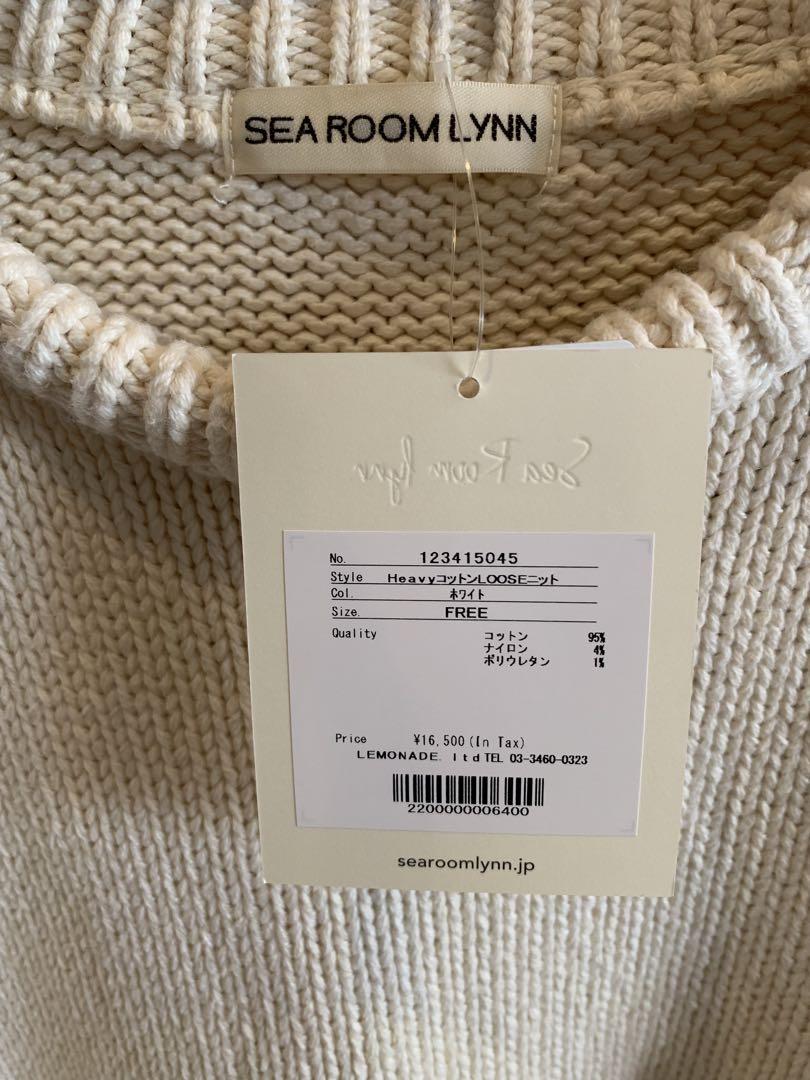 SEA ROOM LYNN
Sea Room lynn
No. 123415045
Style HeavyコットンLOOSEニット
Col. ホワイト
Size. FREE
Quality コットン 95%
ナイロン 4%
ポリウレタン 1%
Price ¥16,500(In Tax)
LEMONADE. ltd TEL 03-3460-0323
2200000006400
searoomlynn.jp